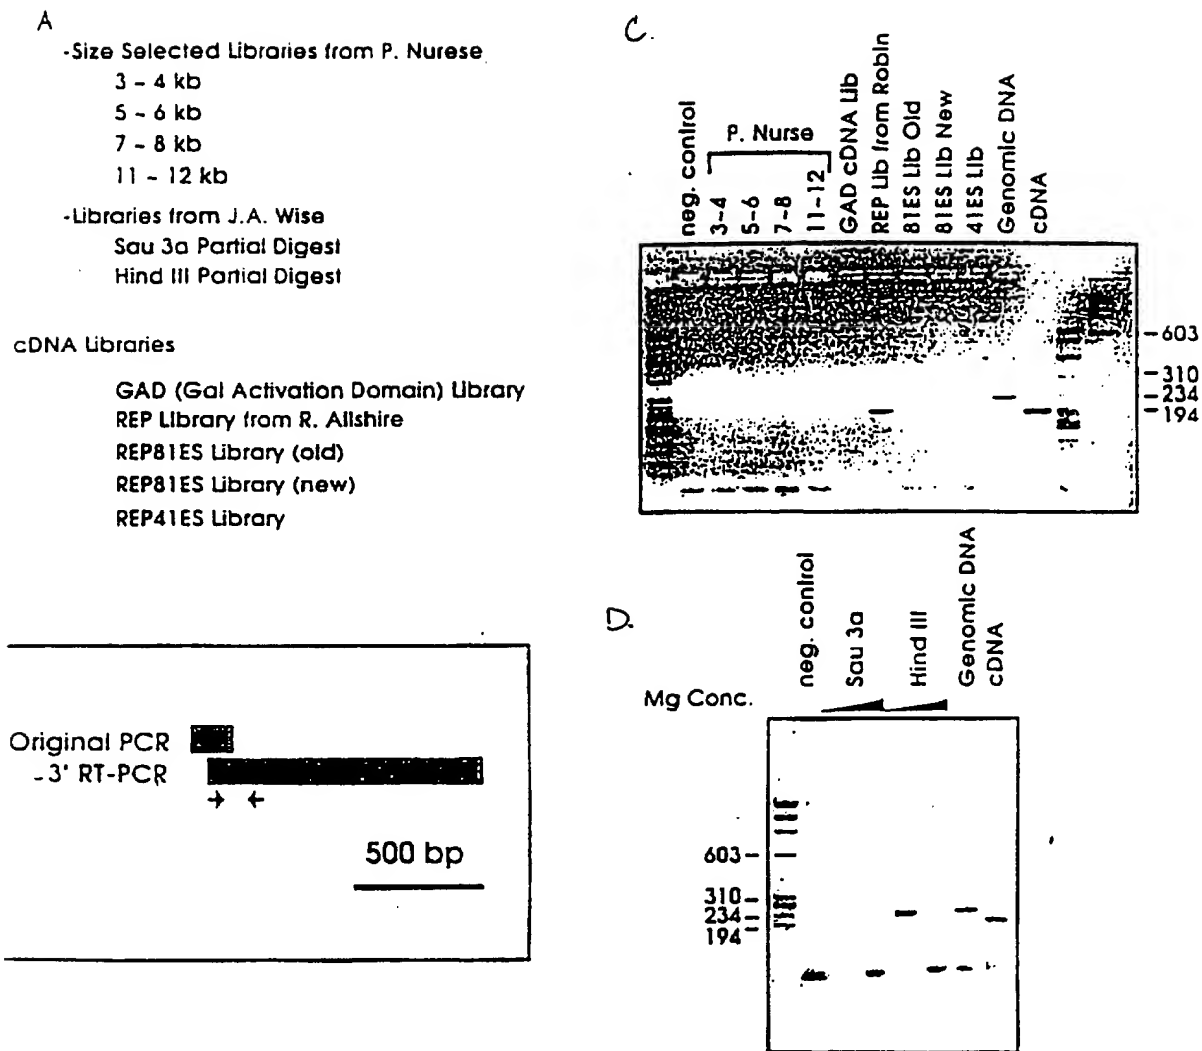 A
-Size Selected Libraries from P. Nurese
3 - 4 kb
5 - 6 kb
7 - 8 kb
11 - 12 kb
-Libraries from J.A. Wise
Sau 3a Partial Digest
Hind III Partial Digest
cDNA Libraries
GAD (Gal Activation Domain) Library
REP Library from R. Allshire
REP81ES Library (old)
REP81ES Library (new)
REP41ES Library
Original PCR
3' RT-PCR
500 bp
C.
neg. control
P. Nurse
3-4
5-6
7-8
11-12
GAD cDNA Lib
REP Lib from Robin
81ES Lib Old
81ES Lib New
41ES Lib
Genomic DNA
cDNA
603
310
234
194
D.
Mg Conc.
neg. control
Sau 3a
Hind III
Genomic DNA
cDNA
603
310
234
194